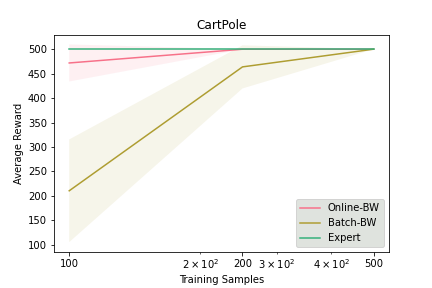 CartPole
Average Reward
500
450
400
350
300
250
200
150
100
Online-BW
Batch-BW
Expert
100 2 × 10² 200 3 × 10² 4 × 10² 500
Training Samples